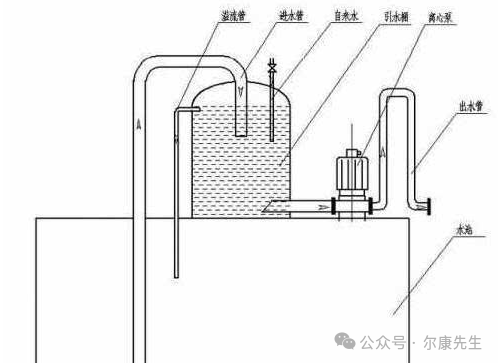 溢流管
进水管
自来水
引水桶
离心泵
出水管
水池
公众号 · 尔康先生